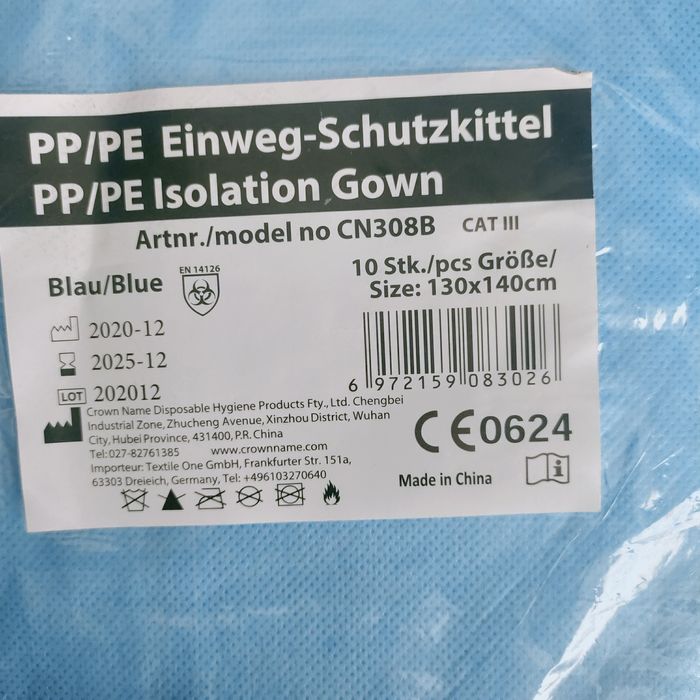 PP/PE Einweg-Schutzkittel
PP/PE Isolation Gown
Artnr./model no CN308B CAT III
Blau/Blue
EN 14126
10 Stk./pcs Größe/
Size: 130x140cm
2020-12
2025-12
LOT 202012
6 972159 083026
Crown Name Disposable Hygiene Products Fty., Ltd. Chengbei
Industrial Zone, Zhucheng Avenue, Xinzhou District, Wuhan
City, Hubei Province, 431400, P.R. China
Tel:027-82761385 www.crownname.com
Importeur: Textile One GmbH, Frankfurter Str. 151a,
63303 Dreieich, Germany, Tel: +496103270640
CE0624
Made in China
i